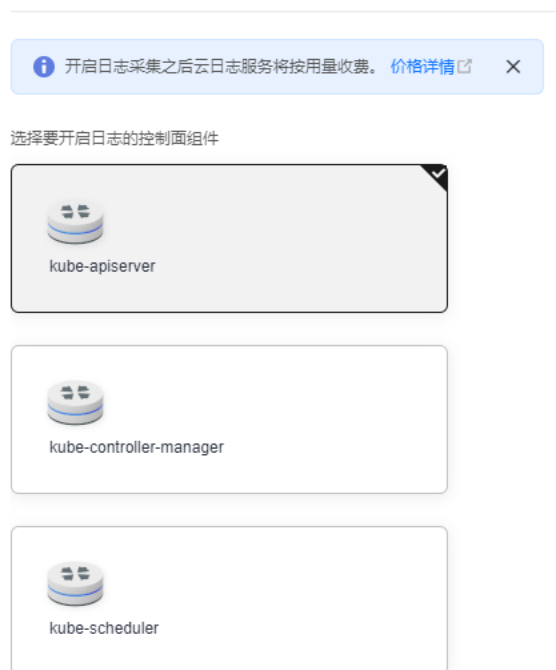 开启日志采集之后云日志服务将按用量收费。 价格详情
选择要开启日志的控制面组件
kube-apiserver
kube-controller-manager
kube-scheduler